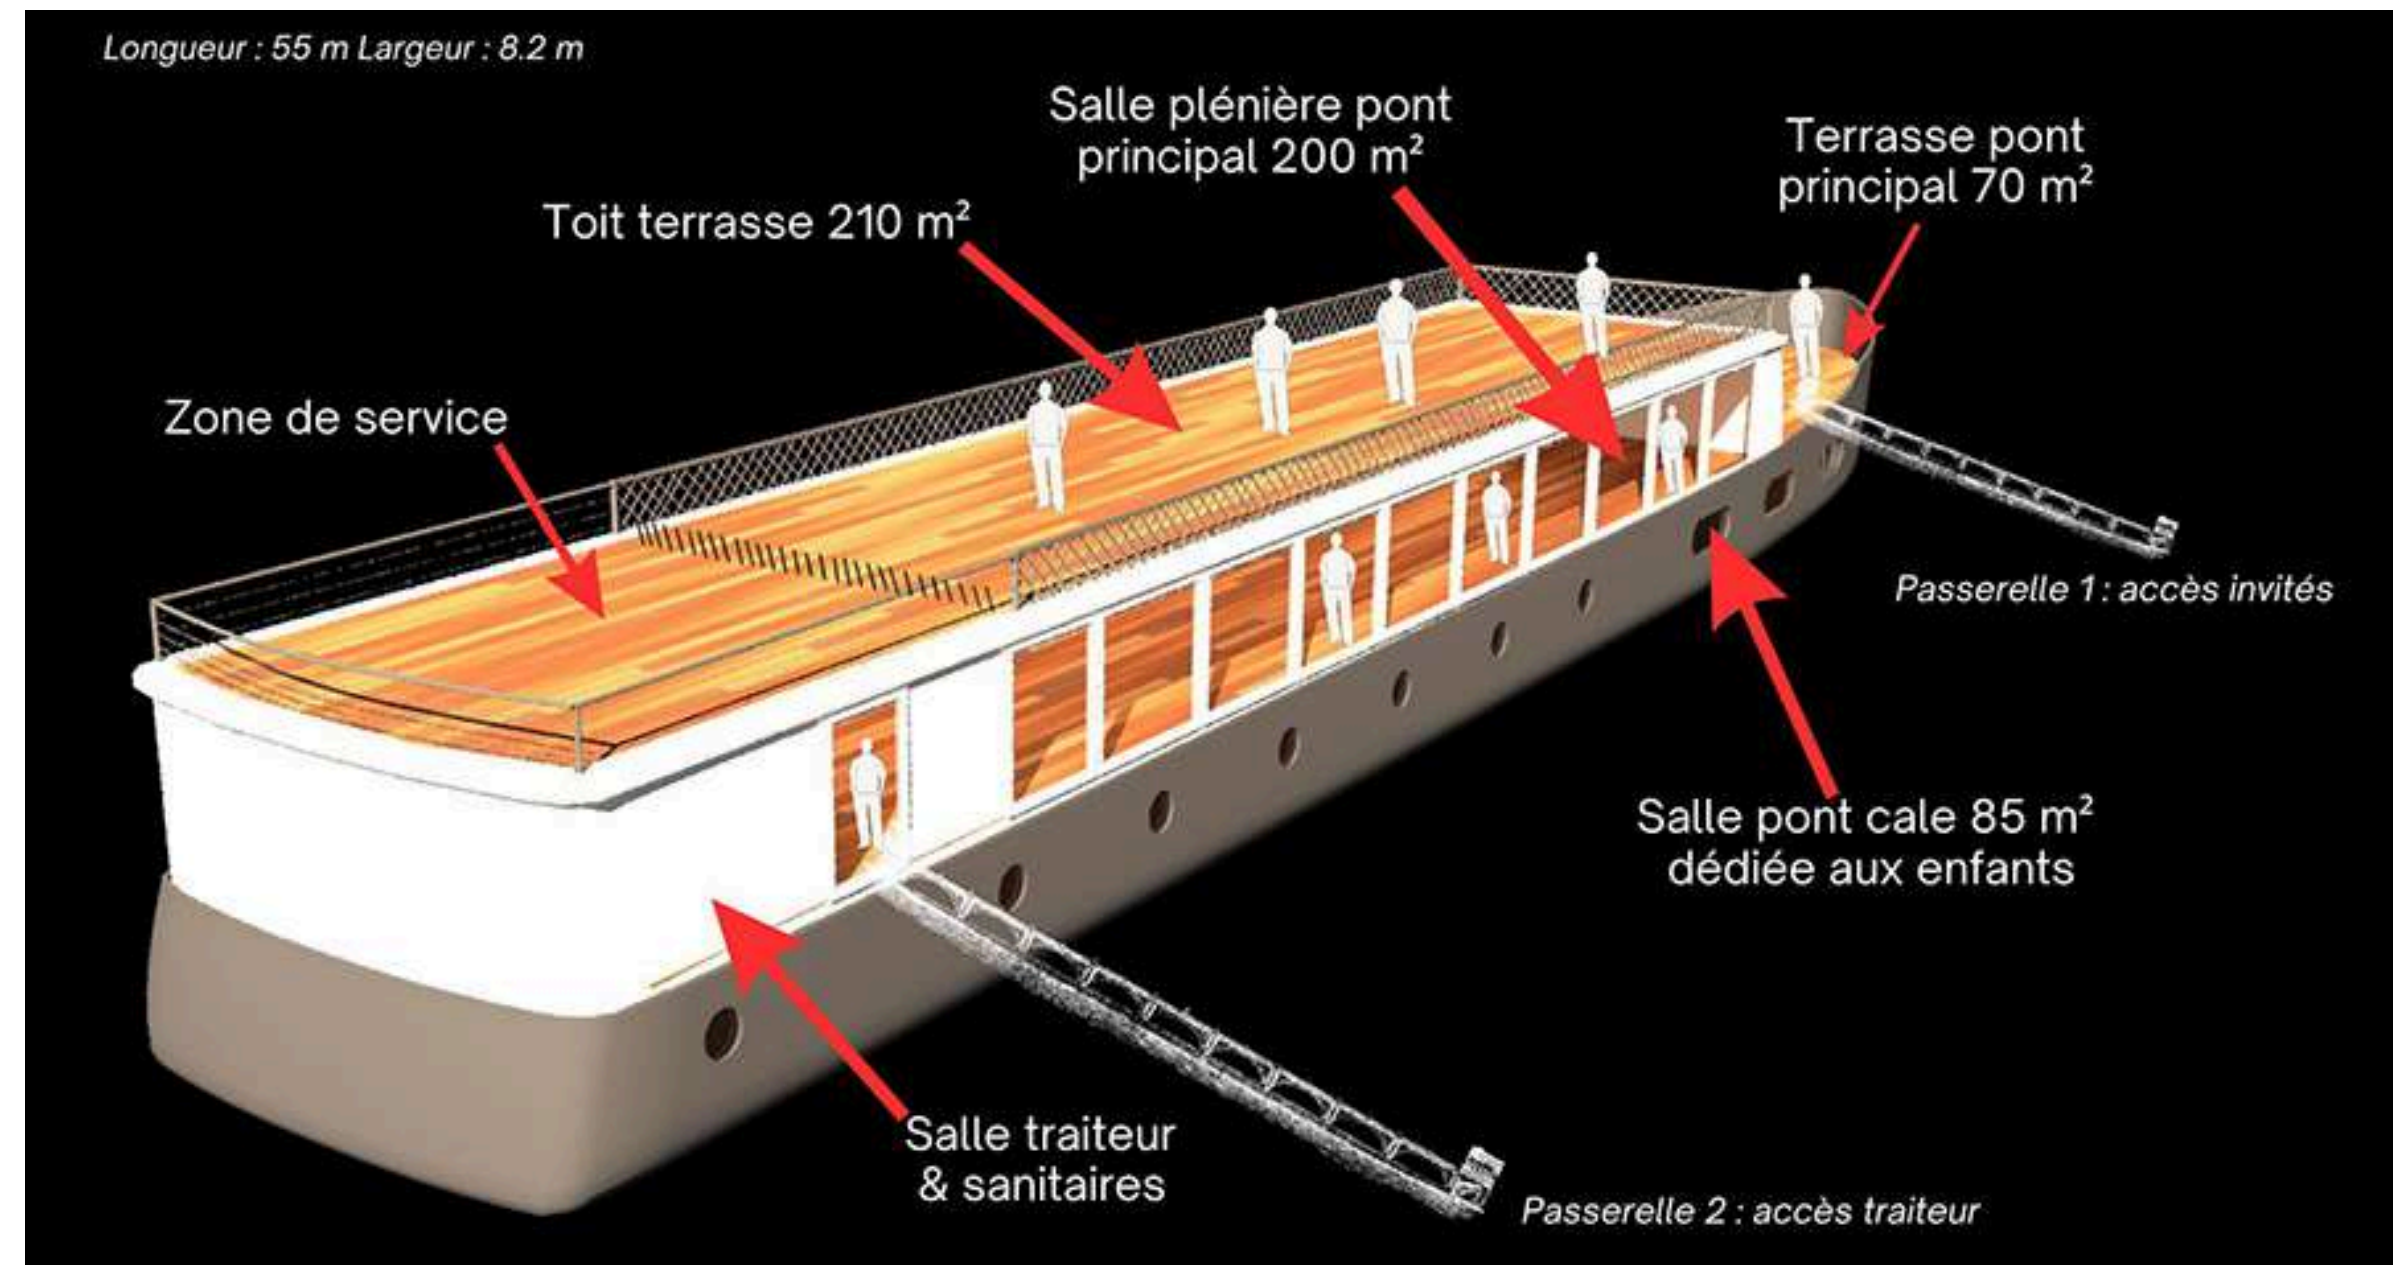 Longueur : 55 m Largeur : 8.2 m
Salle plénière pont
principal 200 m²
Terrasse pont
principal 70 m²
Toit terrasse 210 m²
Zone de service
Passerelle 1 : accès invités
Salle pont cale 85 m²
dédiée aux enfants
Salle traiteur
& sanitaires
Passerelle 2 : accès traiteur